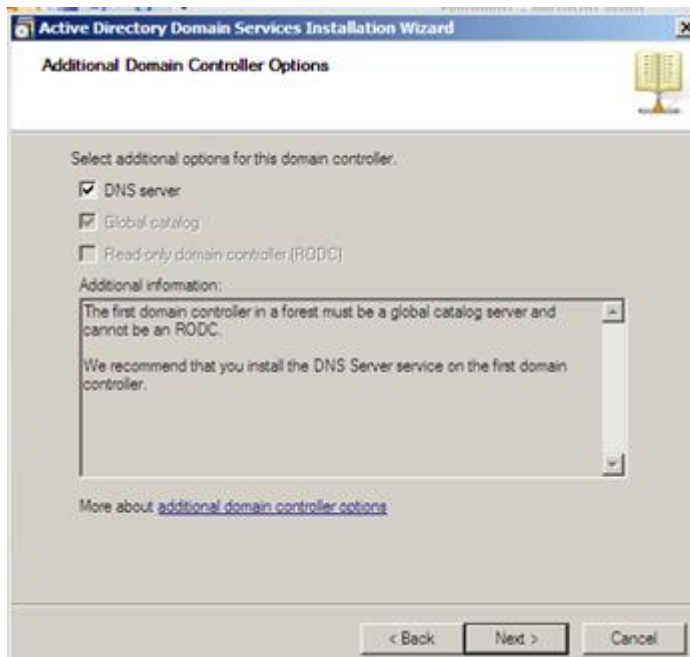 Active Directory Domain Services Installation Wizard
Additional Domain Controller Options
Select additional options for this domain controller.
DNS server
Global catalog
Read-only domain controller (RODC)
Additional information:
The first domain controller in a forest must be a global catalog server and
cannot be an RODC.
We recommend that you install the DNS Server service on the first domain
controller.
More about additional domain controller options
< Back
Next >
Cancel